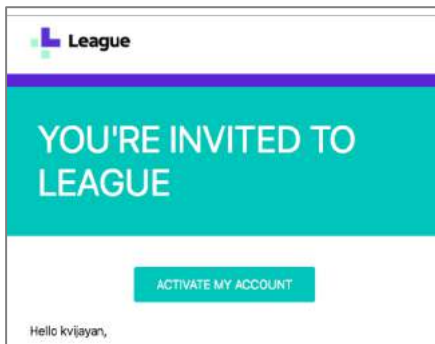 League
YOU'RE INVITED TO
LEAGUE
ACTIVATE MY ACCOUNT
Hello kvijayan,